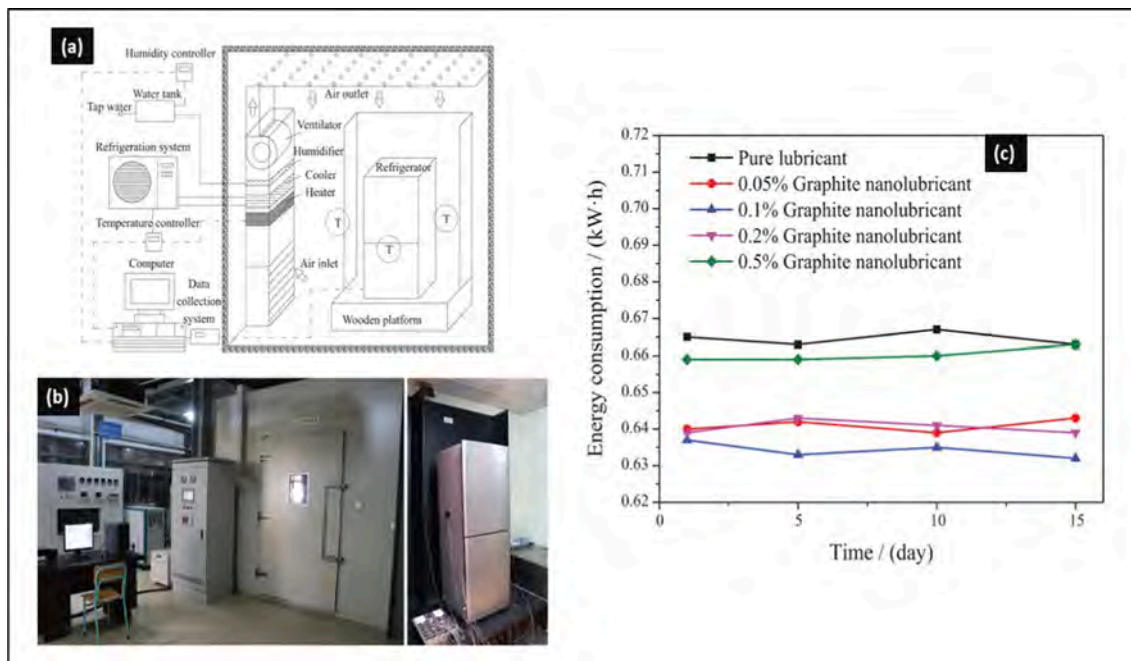 (a)
Humidity controller
Water tank
Tap water
Refrigeration system
Temperature controller
Computer
Data
collection
system
Air outlet
Ventilator
Humidifier
Cooler
Heater
Air inlet
Refrigerator
T
T
T
Wooden platform
(b)
(c)
0.72
0.71
0.70
0.69
0.68
0.67
0.66
0.65
0.64
0.63
0.62
Energy consumption / (kW·h)
Pure lubricant
0.05% Graphite nanolubricant
0.1% Graphite nanolubricant
0.2% Graphite nanolubricant
0.5% Graphite nanolubricant
0
5
10
15
Time / (day)